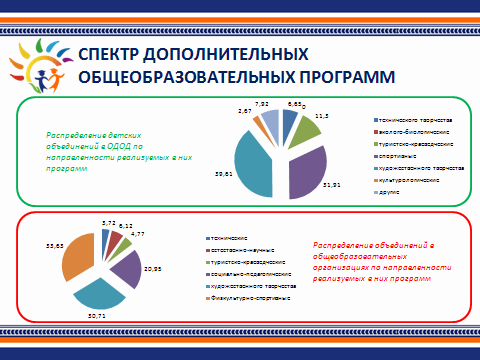 СПЕКТР ДОПОЛНИТЕЛЬНЫХ
ОБЩЕОБРАЗОВАТЕЛЬНЫХ ПРОГРАММ
Распределение детских
объединений в ОДОД по
направленности реализуемых в них
программ
7,92
6,65
0
2,67
11,3
39,61
31,91
технического творчества
эколого-биологические
туристско-краеведческие
спортивные
художественного творчества
культурологические
другие
3,72
6,12
4,77
33,65
20,95
30,71
технические
естественно-научные
туристско-краеведческие
социально-педагогические
художественного творчества
Физкультурно-спортивные
Распределение объединений в
общеобразовательных
организациях по направленности
реализуемых в них программ